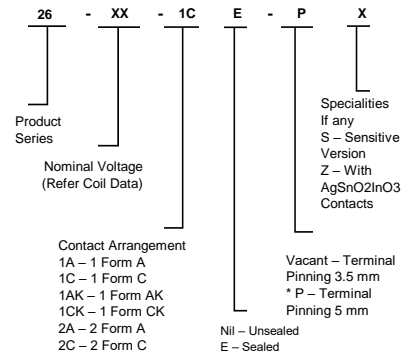 26 - XX - 1C E - P X
Product
Series
Nominal Voltage
(Refer Coil Data)
Contact Arrangement
1A – 1 Form A
1C – 1 Form C
1AK – 1 Form AK
1CK – 1 Form CK
2A – 2 Form A
2C – 2 Form C
Nil – Unsealed
E – Sealed
Vacant – Terminal
Pinning 3.5 mm
* P – Terminal
Pinning 5 mm
Specialities
If any
S – Sensitive
Version
Z – With
AgSnO2InO3
Contacts